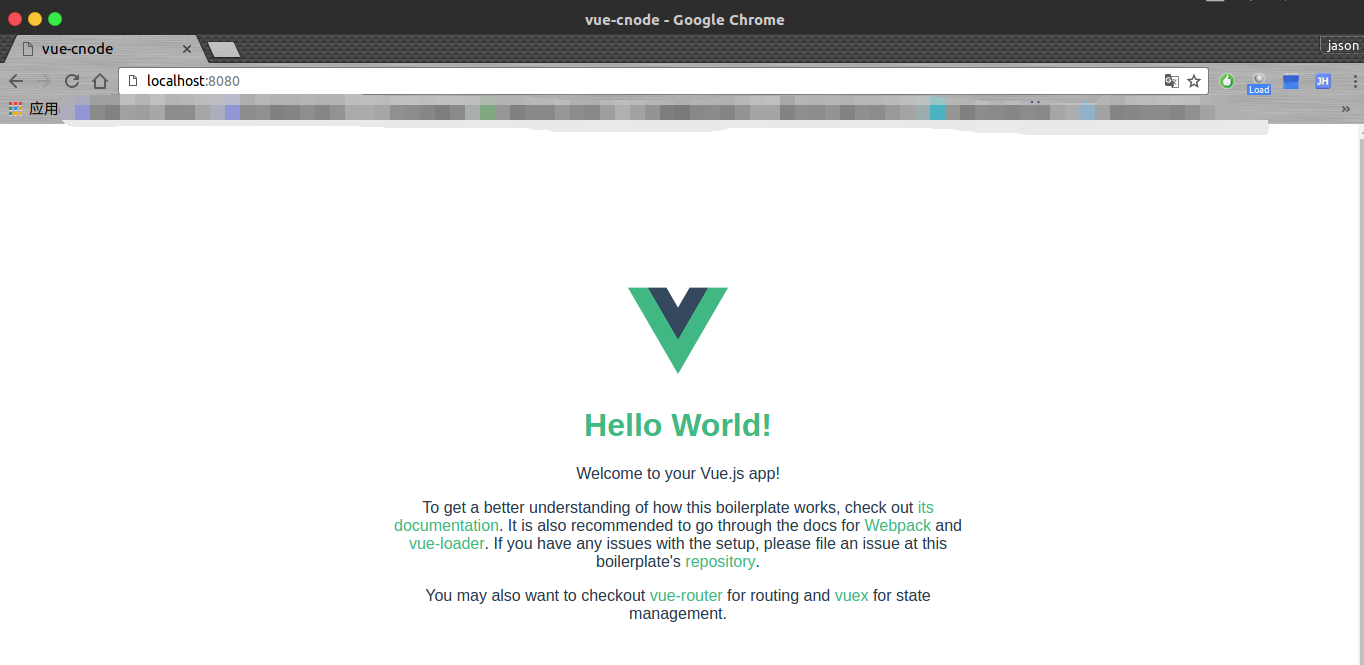 vue-cnode - Google Chrome
vue-cnode
jason
localhost:8080
Load
JH
应用
Hello World!
Welcome to your Vue.js app!
To get a better understanding of how this boilerplate works, check out its
documentation. It is also recommended to go through the docs for Webpack and
vue-loader. If you have any issues with the setup, please file an issue at this
boilerplate's repository.
You may also want to checkout vue-router for routing and vuex for state
management.